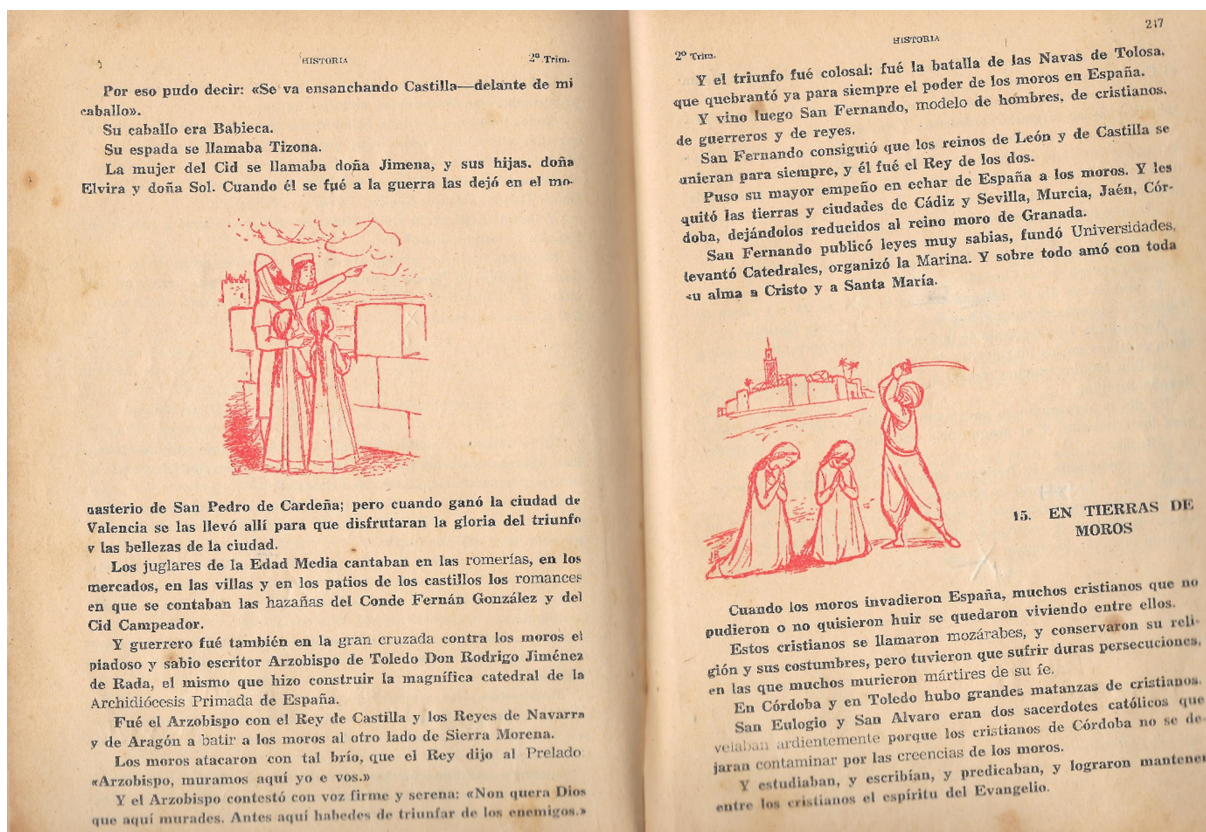 HISTORIA 2º Trim.
Por eso pudo decir: «Se va ensanchando Castilla—delante de mi
caballo».
Su caballo era Babieca.
Su espada se llamaba Tizona.
La mujer del Cid se llamaba doña Jimena, y sus hijas. doña
Elvira y doña Sol. Cuando él se fué a la guerra las dejó en el mo-
nasterio de San Pedro de Cardeña; pero cuando ganó la ciudad de
Valencia se las llevó allí para que disfrutaran la gloria del triunfo
y las bellezas de la ciudad.
Los juglares de la Edad Media cantaban en las romerías, en los
mercados, en las villas y en los patios de los castillos los romances
en que se contaban las hazañas del Conde Fernán González y del
Cid Campeador.
Y guerrero fué también en la gran cruzada contra los moros el
piadoso y sabio escritor Arzobispo de Toledo Don Rodrigo Jiménez
de Rada, el mismo que hizo construir la magnífica catedral de la
Archidiócesis Primada de España.
Fué el Arzobispo con el Rey de Castilla y los Reyes de Navarra
y de Aragón a batir a los moros al otro lado de Sierra Morena.
Los moros atacaron con tal brío, que el Rey dijo al Prelado
«Arzobispo, muramos aquí yo e vos.»
Y el Arzobispo contestó con voz firme y serena: «Non quera Dios
que aquí murades. Antes aquí habedes de triunfar de los enemigos.»
217
2º Trim. HISTORIA
Y el triunfo fué colosal: fué la batalla de las Navas de Tolosa,
que quebrantó ya para siempre el poder de los moros en España.
Y vino luego San Fernando, modelo de hombres, de cristianos,
de guerreros y de reyes.
San Fernando consiguió que los reinos de León y de Castilla se
unieran para siempre, y él fué el Rey de los dos.
Puso su mayor empeño en echar de España a los moros. Y les
quitó las tierras y ciudades de Cádiz y Sevilla, Murcia, Jaén, Cór-
doba, dejándolos reducidos al reino moro de Granada.
San Fernando publicó leyes muy sabias, fundó Universidades,
levantó Catedrales, organizó la Marina. Y sobre todo amó con toda
su alma a Cristo y a Santa María.
15. EN TIERRAS DE
MOROS
Cuando los moros invadieron España, muchos cristianos que no
pudieron o no quisieron huir se quedaron viviendo entre ellos.
Estos cristianos se llamaron mozárabes, y conservaron su reli-
gión y sus costumbres, pero tuvieron que sufrir duras persecuciones,
en las que muchos murieron mártires de su fe.
En Córdoba y en Toledo hubo grandes matanzas de cristianos.
San Eulogio y San Alvaro eran dos sacerdotes católicos que
velaban ardientemente porque los cristianos de Córdoba no se de-
jaran contaminar por las creencias de los moros.
Y estudiaban, y escribían, y predicaban, y lograron mantener
entre los cristianos el espíritu del Evangelio.